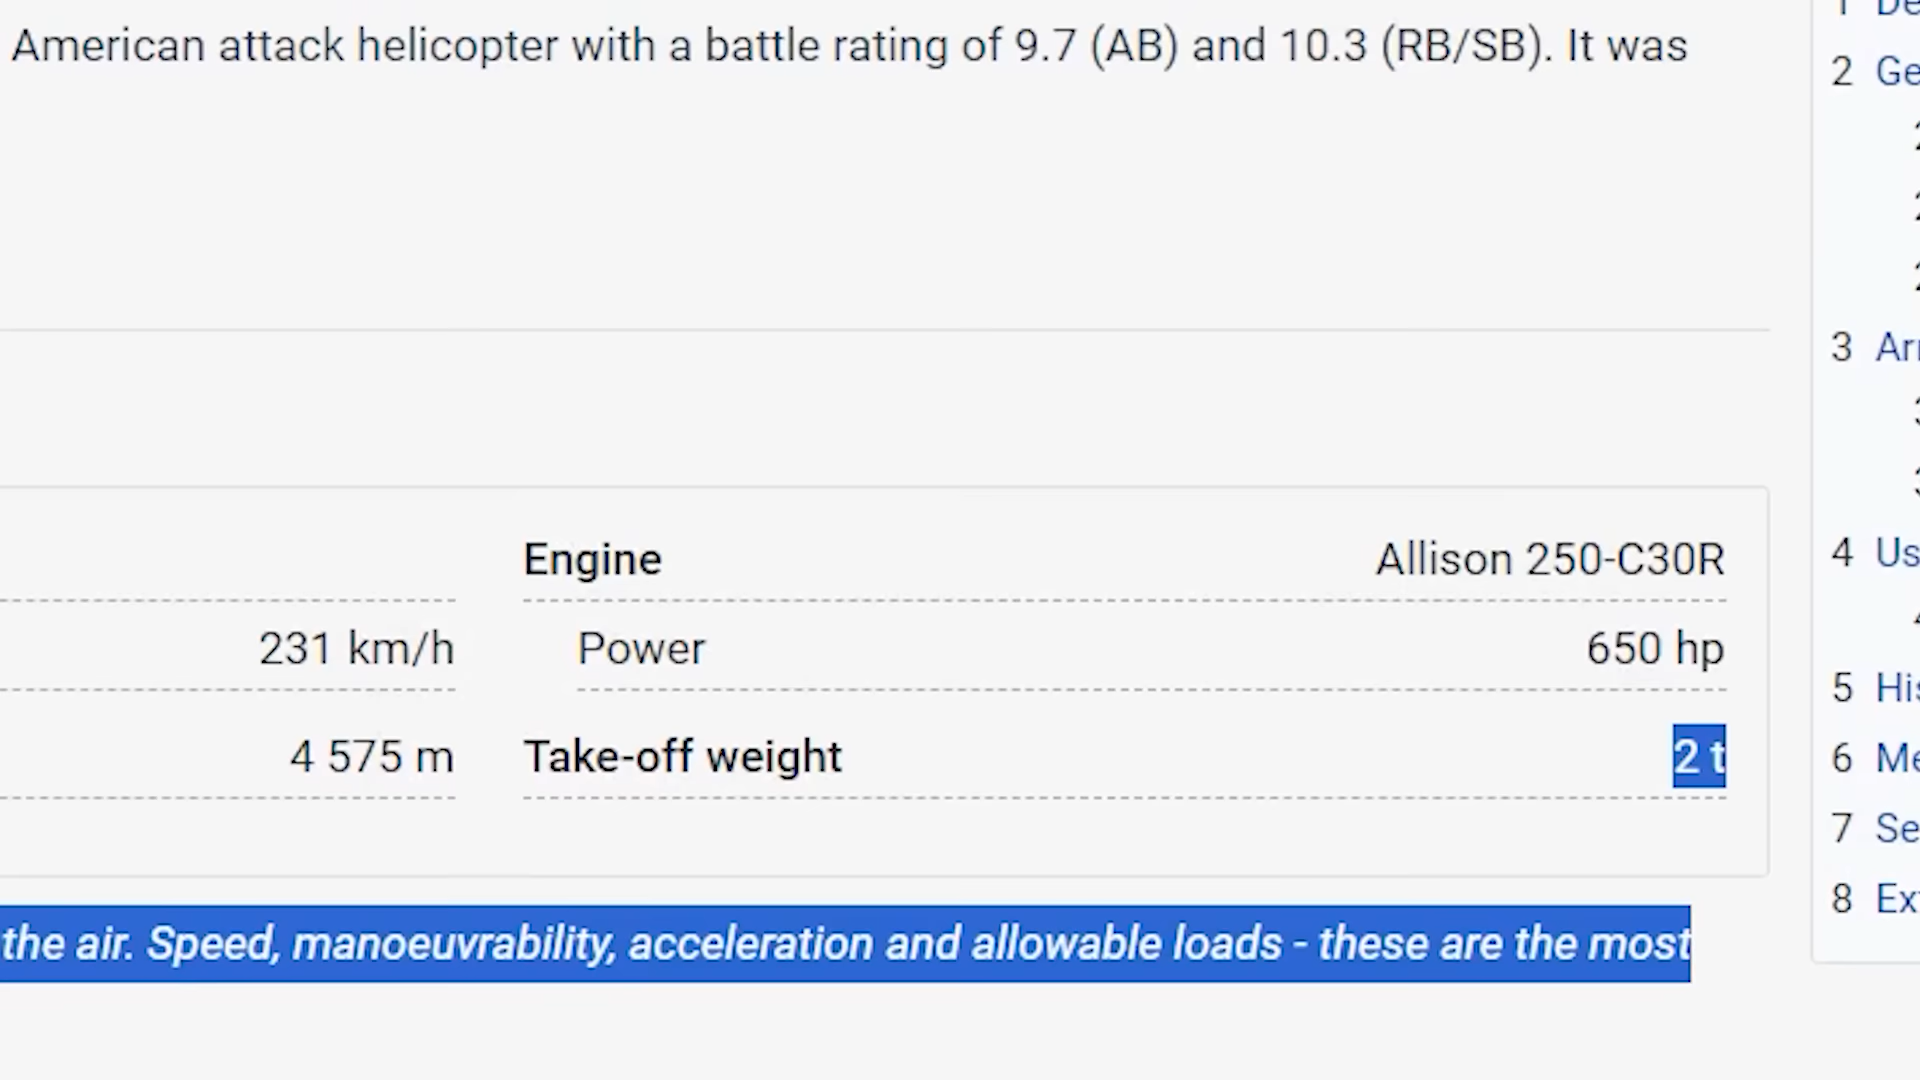 American attack helicopter with a battle rating of 9.7 (AB) and 10.3 (RB/SB). It was
Engine Allison 250-C30R
231 km/h Power 650 hp
4 575 m Take-off weight 2 t
the air. Speed, manoeuvrability, acceleration and allowable loads - these are the most
1 De
2 Ge
3 Ar
4 Us
5 His
6 Me
7 Se
8 Ex